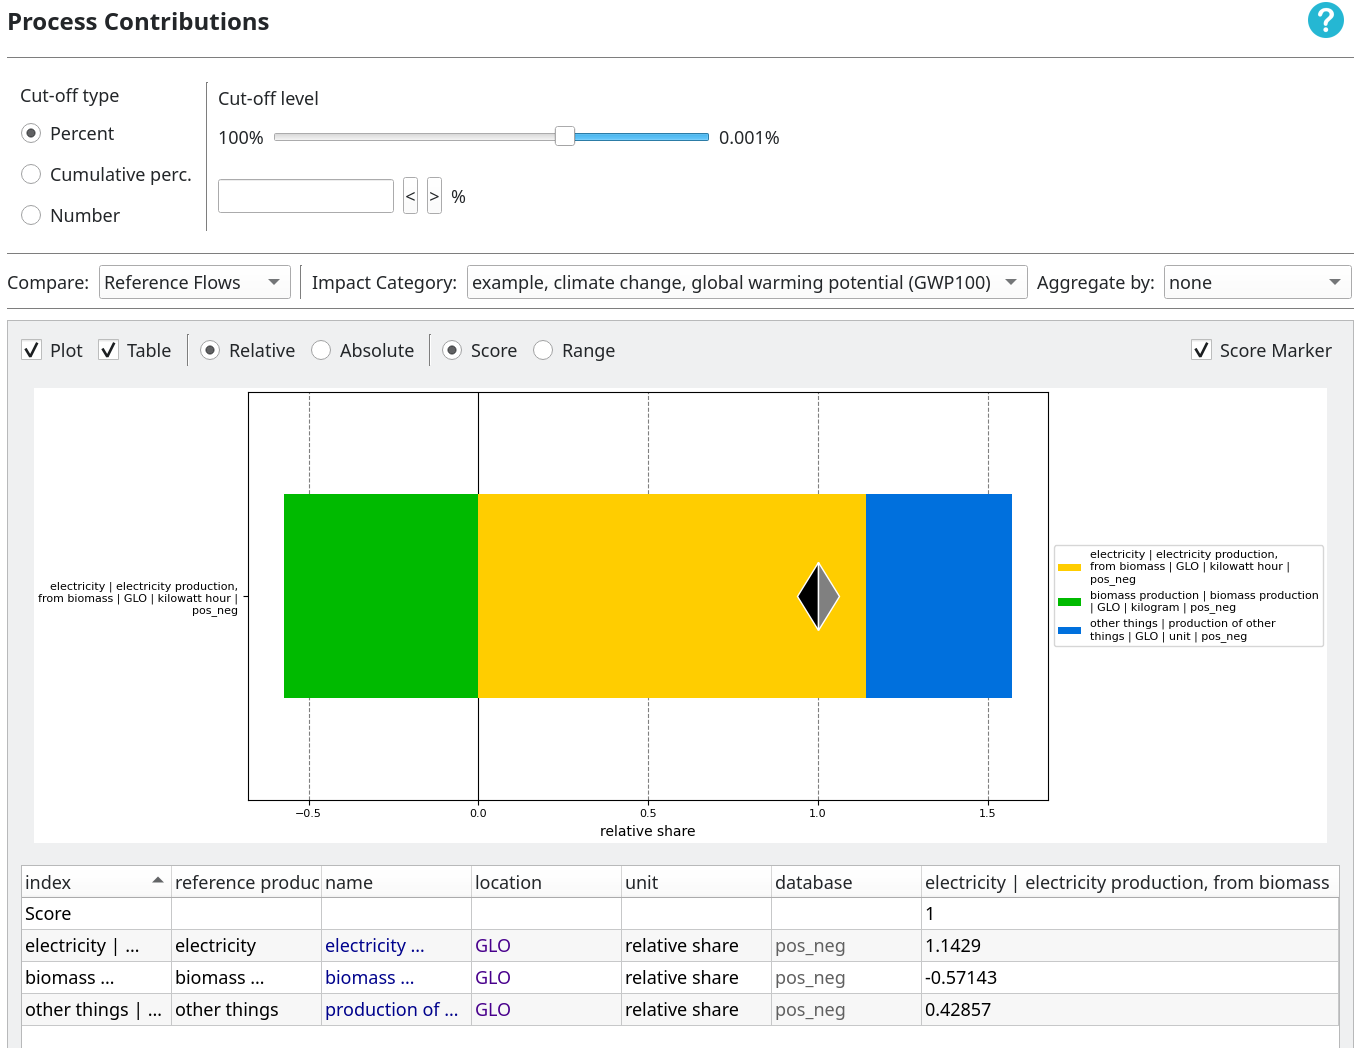 Process Contributions
?
Cut-off type
Cut-off level
Percent
100%
0.001%
Cumulative perc.
< > %
Number
Compare: Reference Flows Impact Category: example, climate change, global warming potential (GWP100) Aggregate by: none
Plot Table Relative Absolute Score Range Score Marker
electricity | electricity production,
from biomass | GLO | kilowatt hour |
pos_neg
electricity | electricity production,
from biomass | GLO | kilowatt hour |
pos_neg
biomass production | biomass production
| GLO | kilogram | pos_neg
other things | production of other
things | GLO | unit | pos_neg
−0.5 0.0 0.5 1.0 1.5
relative share
index reference produc name location unit database electricity | electricity production, from biomass
Score 1
electricity | ... electricity electricity ... GLO relative share pos_neg 1.1429
biomass ... biomass ... biomass ... GLO relative share pos_neg -0.57143
other things | ... other things production of ... GLO relative share pos_neg 0.42857